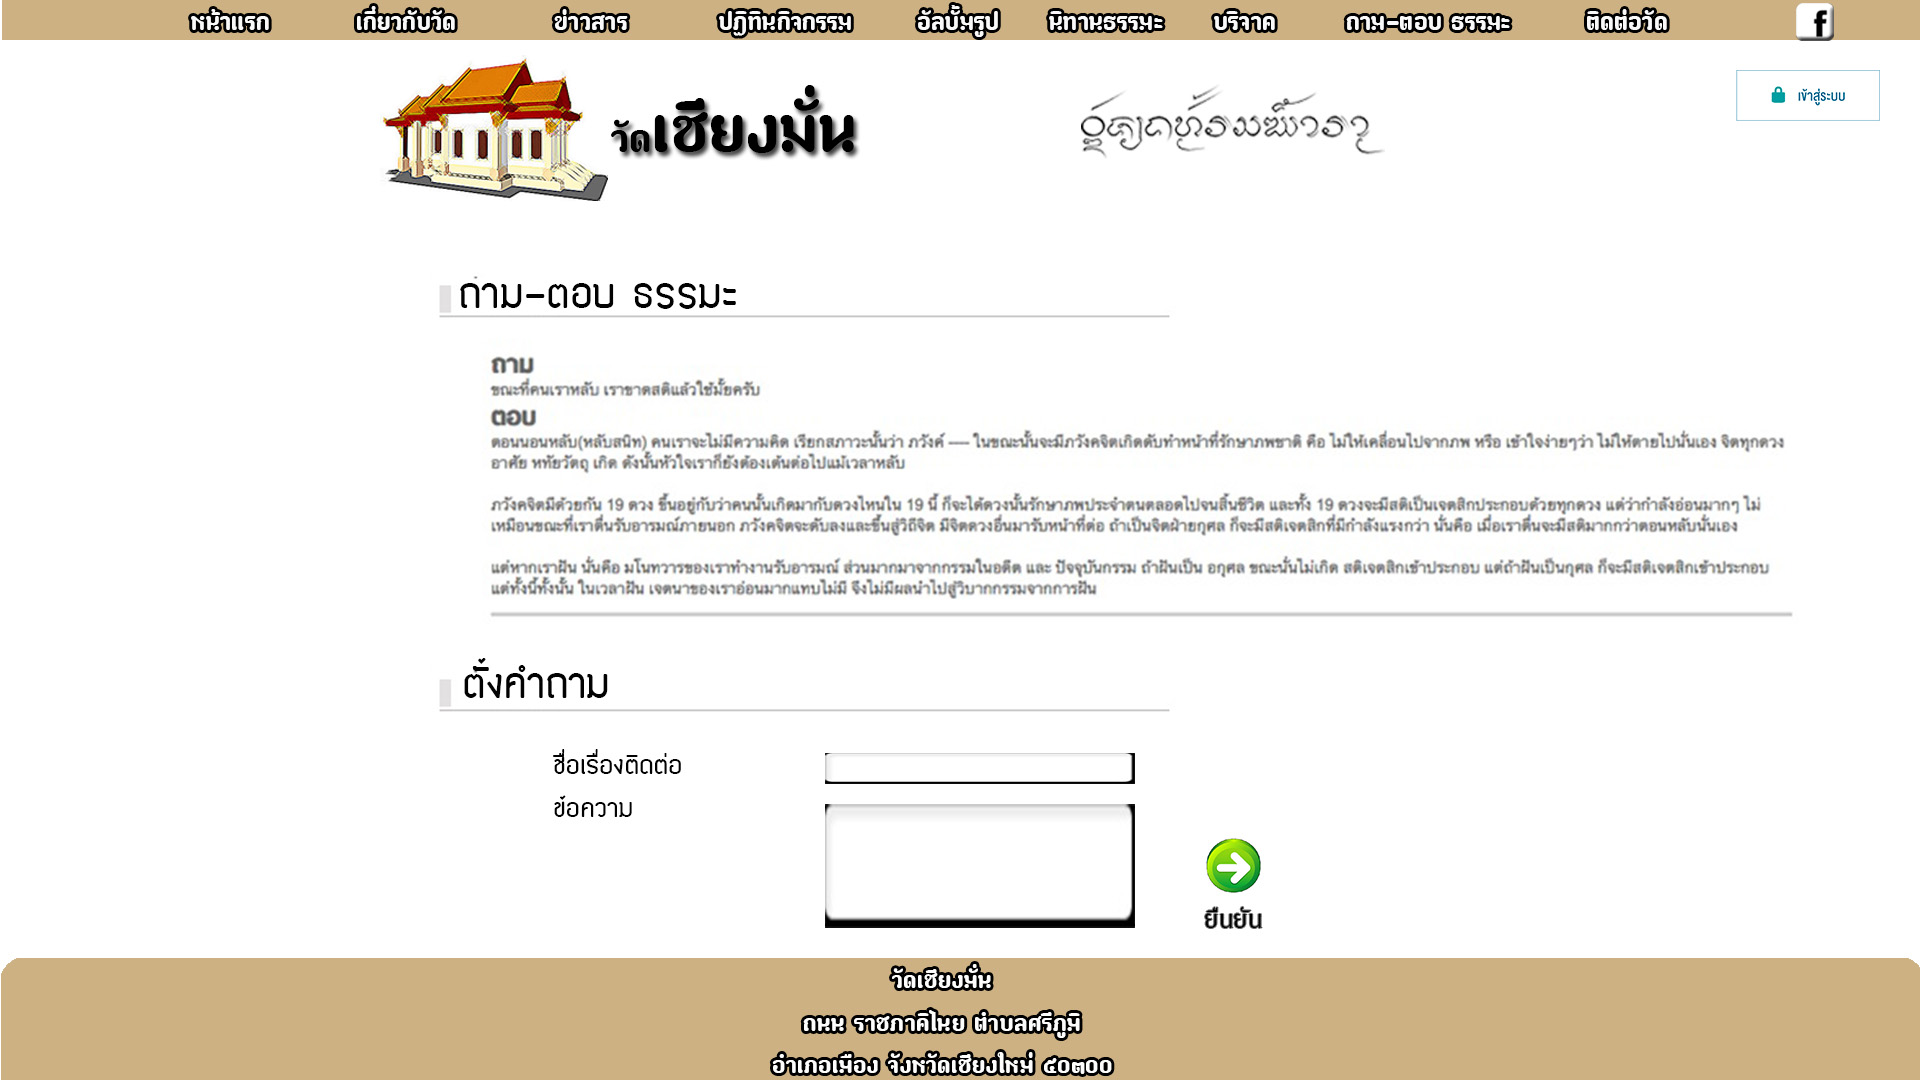 หน้าแรก เกี่ยวกับวัด ข่าวสาร ปฏิทินกิจกรรม อัลบั้มรูป นิทานธรรมะ บริจาค ถาม-ตอบ ธรรมะ ติดต่อวัด f
วัดเชียงมั่น
เข้าสู่ระบบ
ถาม-ตอบ ธรรมะ
ถาม
ขณะที่คนเราหลับ เราขาดสติแล้วใช้มั้ยครับ
ตอบ
ตอนนอนหลับ(หลับสนิท) คนเราจะไม่มีความคิด เรียกสภาวะนั้นว่า ภวังค์ ---- ในขณะนั้นจะมีภวังคจิตเกิดดับทำหน้าที่รักษาภพชาติ คือ ไม่ให้เคลื่อนไปจากภพ หรือ เข้าใจง่ายๆว่า ไม่ให้ตายไปนั่นเอง จิตทุกดวง
อาศัย หทัยวัตถุ เกิด ดังนั้นหัวใจเราก็ยังต้องเต้นต่อไปแม้เวลาหลับ
ภวังคจิตมีด้วยกัน 19 ดวง ขึ้นอยู่กับว่าคนนั้นเกิดมากับดวงไหนใน 19 นี้ ก็จะได้ดวงนั้นรักษาภพประจำตนตลอดไปจนสิ้นชีวิต และทั้ง 19 ดวงจะมีสติเป็นเจตสิกประกอบด้วยทุกดวง แต่ว่ากำลังอ่อนมากๆ ไม่
เหมือนขณะที่เราตื่นรับอารมณ์ภายนอก ภวังคจิตจะดับลงและขึ้นสู่วิถีจิต มีจิตดวงอื่นมารับหน้าที่ต่อ ถ้าเป็นจิตฝ่ายกุศล ก็จะมีสติเจตสิกที่มีกำลังแรงกว่า นั่นคือ เมื่อเราตื่นจะมีสติมากกว่าตอนหลับนั่นเอง
แต่หากเราฝัน นั่นคือ มโนทวารของเราทำงานรับอารมณ์ ส่วนมากมาจากกรรมในอดีต และ ปัจจุบันกรรม ถ้าฝันเป็น อกุศล ขณะนั่นไม่เกิด สติเจตสิกเข้าประกอบ แต่ถ้าฝันเป็นกุศล ก็จะมีสติเจตสิกเข้าประกอบ
แต่ทั้งนี้ทั้งนั้น ในเวลาฝัน เจตนาของเราอ่อนมากแทบไม่มี จึงไม่มีผลนำไปสู่วิบากกรรมจากการฝัน
ตั้งคำถาม
ชื่อเรื่องติดต่อ
ข้อความ
ยืนยัน
วัดเชียงมั่น
ถนน ราชภาคิไนย ตำบลศรีภูมิ
อำเภอเมือง จังหวัดเชียงใหม่ ๕๐๓๐๐